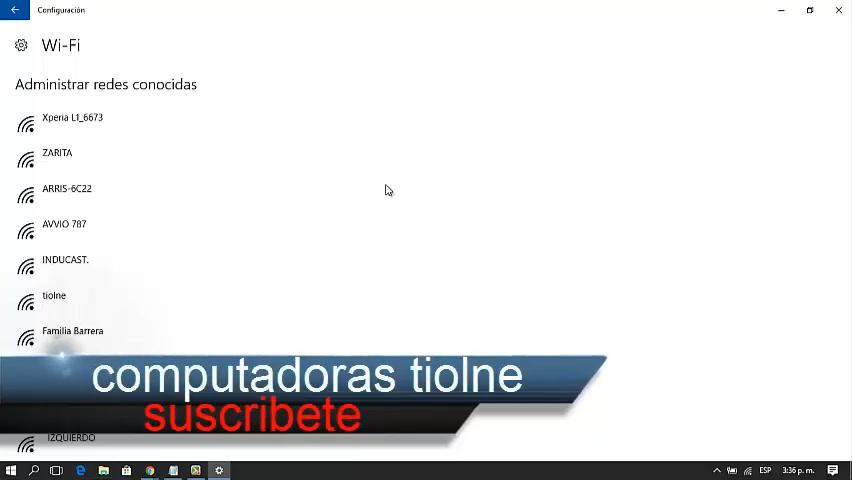 Configuración
Wi-Fi
Administrar redes conocidas
Xperia L1_6673
ZARITA
ARRIS-6C22
AVVIO 787
INDUCAST.
tiolne
Familia Barrera
computadoras tiolne
suscribete
IZQUIERDO
ESP
3:36 p. m.